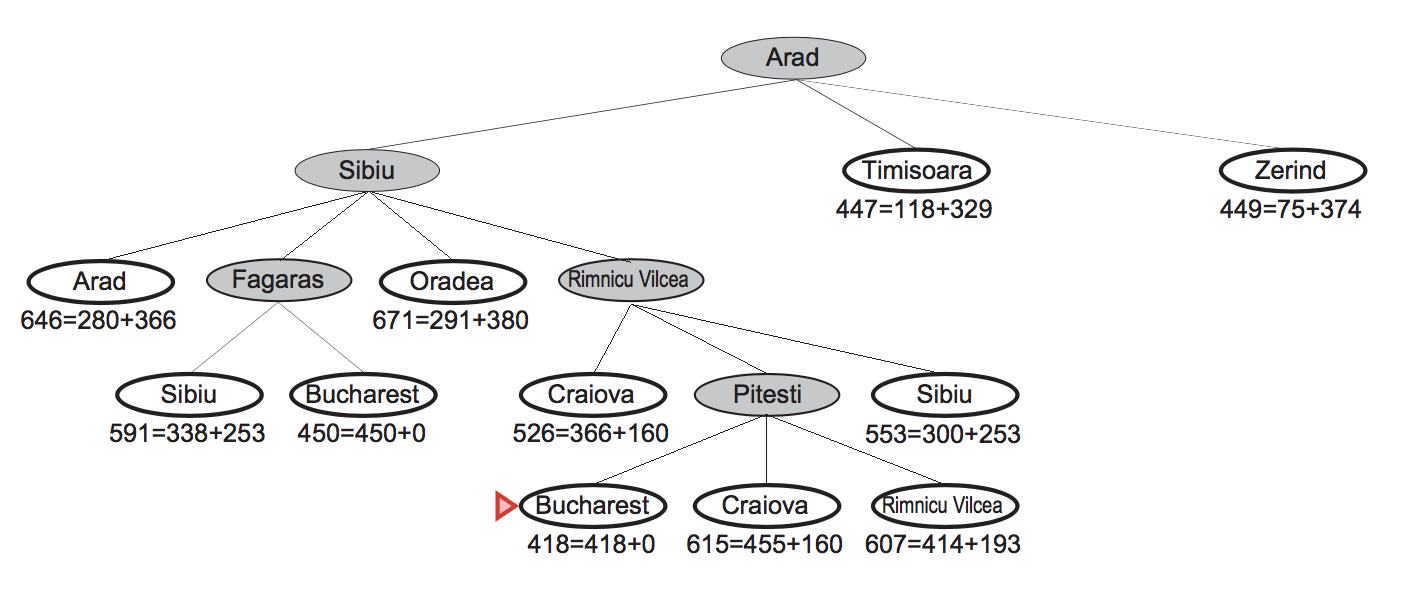 Arad
Sibiu
Timisoara
Zerind
447=118+329
449=75+374
Arad
Fagaras
Oradea
Rimnicu Vilcea
646=280+366
671=291+380
Sibiu
Bucharest
Craiova
Pitesti
Sibiu
591=338+253
450=450+0
526=366+160
553=300+253
Bucharest
Craiova
Rimnicu Vilcea
418=418+0
615=455+160
607=414+193